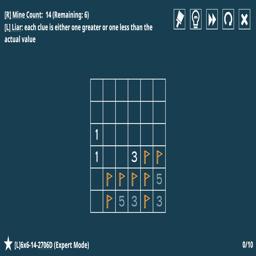 [R] Mine Count: 14 (Remaining: 6)
[L] Liar: each clue is either one greater or one less than the
actual value
1
1 3
5
5 3 3
[L]6x6-14-2706D (Expert Mode) 0/10